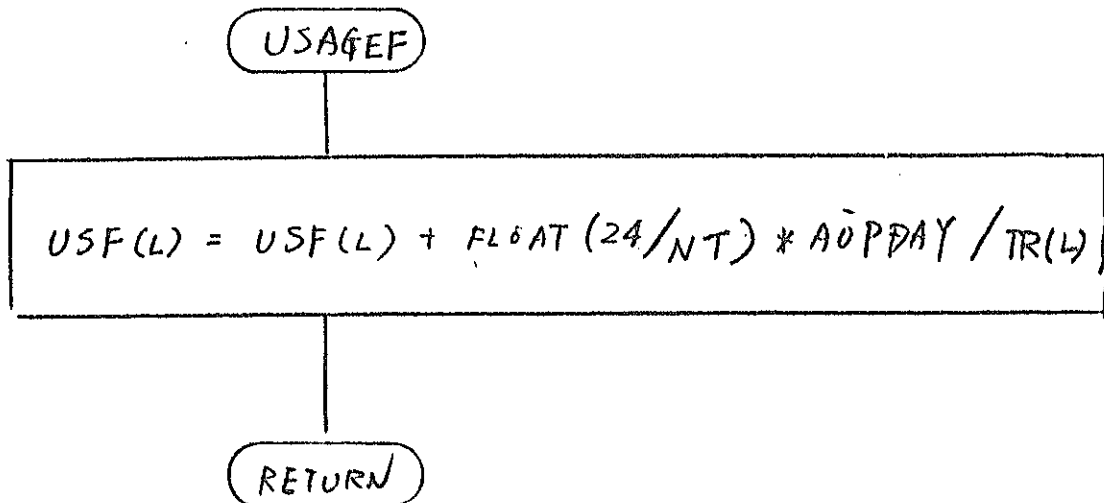 USAGEF
USF(L) = USF(L) + FLOAT (24/NT) * AOPDAY / TR(L)
RETURN